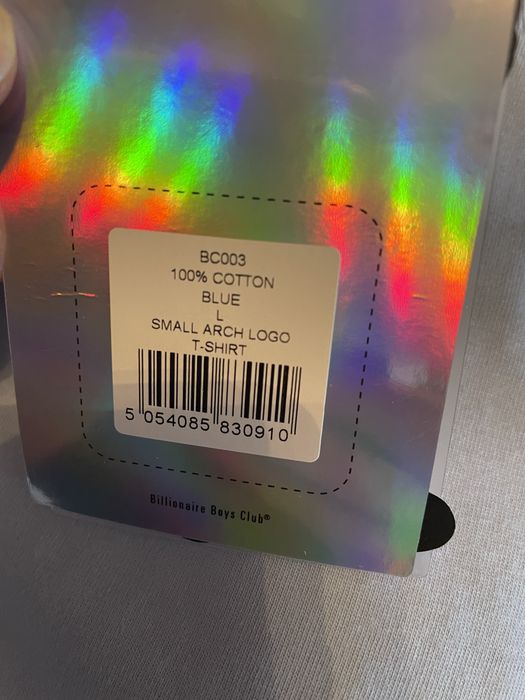 BC003
100% COTTON
BLUE
L
SMALL ARCH LOGO
T-SHIRT
5 054085 830910
Billionaire Boys Club®